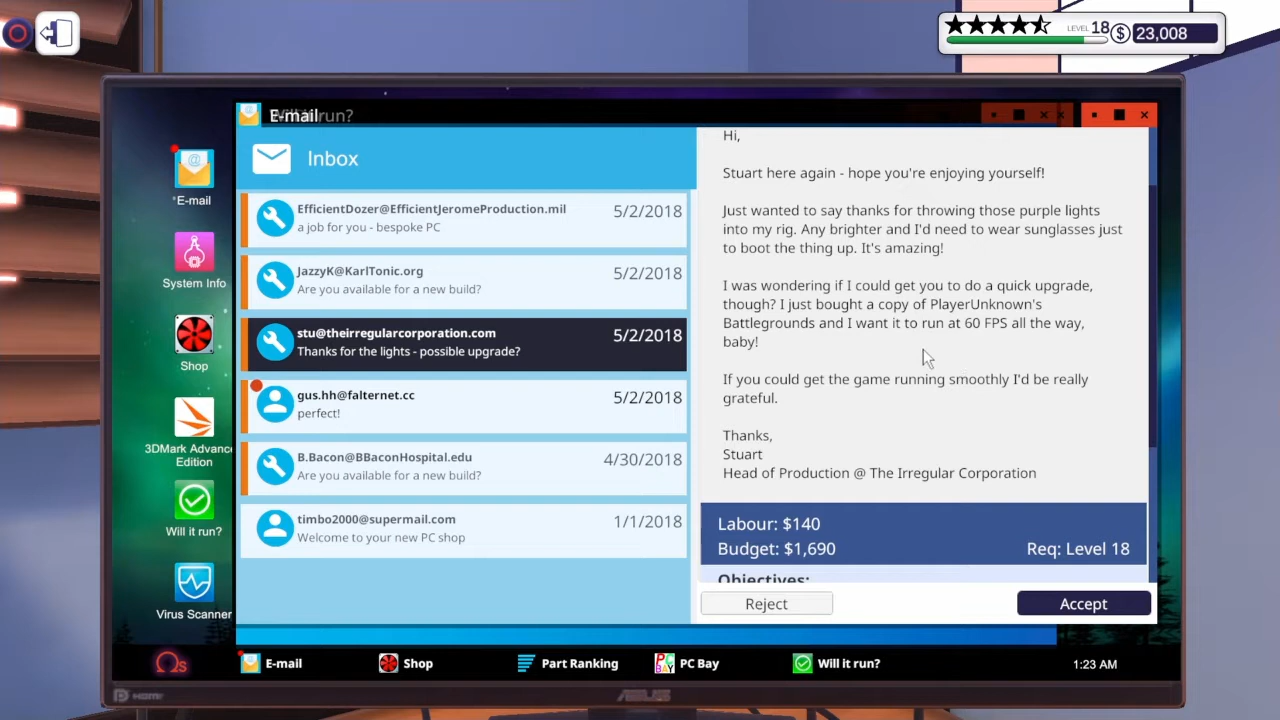 LEVEL 18
$ 23,008
E-mail
run?
Inbox
EfficientDozer@EfficientJeromeProduction.mil
5/2/2018
a job for you - bespoke PC
JazzyK@KarlTonic.org
5/2/2018
Are you available for a new build?
stu@theirregularcorporation.com
5/2/2018
Thanks for the lights - possible upgrade?
gus.hh@falternet.cc
5/2/2018
perfect!
B.Bacon@BBaconHospital.edu
4/30/2018
Are you available for a new build?
timbo2000@supermail.com
1/1/2018
Welcome to your new PC shop
Hi,
Stuart here again - hope you're enjoying yourself!
Just wanted to say thanks for throwing those purple lights
into my rig. Any brighter and I'd need to wear sunglasses just
to boot the thing up. It's amazing!
I was wondering if I could get you to do a quick upgrade,
though? I just bought a copy of PlayerUnknown's
Battlegrounds and I want it to run at 60 FPS all the way,
baby!
If you could get the game running smoothly I'd be really
grateful.
Thanks,
Stuart
Head of Production @ The Irregular Corporation
Labour: $140
Budget: $1,690
Req: Level 18
Objectives:
Reject
Accept
E-mail
System Info
Shop
3DMark Advance
Edition
Will it run?
Virus Scanner
Ωs
E-mail
Shop
Part Ranking
PC BAY
PC Bay
Will it run?
1:23 AM
HDMI
ASUS